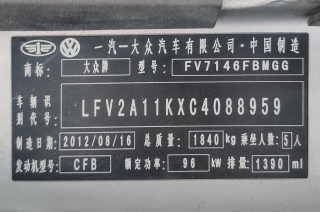 一汽一大众汽车有限公司·中国制造
商标: 大众牌 型号: FV7146FBMGG
车辆识别代号: LFV2A11KXC4088959
制造日期: 2012/08/16 总质量: 1840kg 乘坐人数: 5人
发动机型号: CFB 额定功率: 96 kW 排量: 1390 ml